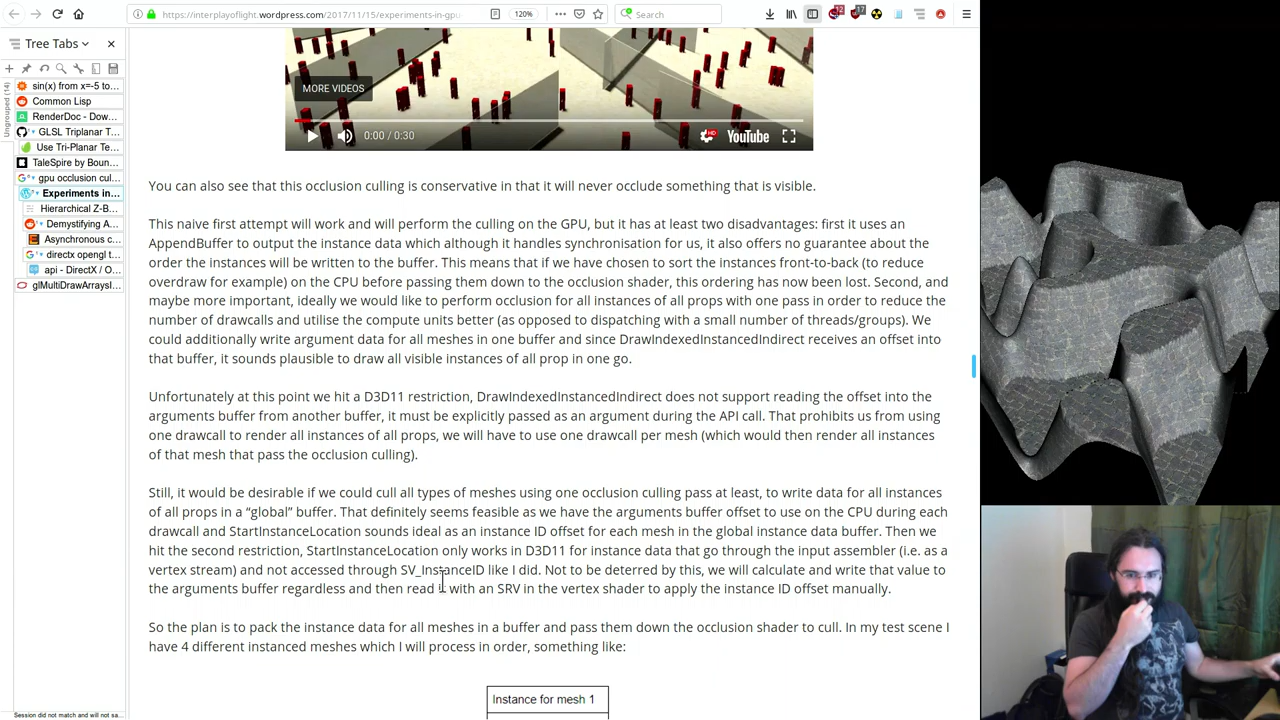 https://interplayoflight.wordpress.com/2017/11/15/experiments-in-gpu
120%
Search
12
17
Tree Tabs
Ungrouped (14)
sin(x) from x=-5 to...
Common Lisp
RenderDoc - Dow...
GLSL Triplanar T...
Use Tri-Planar Te...
TaleSpire by Boun...
gpu occlusion cul...
Experiments in...
Hierarchical Z-B...
Demystifying A...
Asynchronous c...
directx opengl t...
api - DirectX / O...
glMultiDrawArraysI...
Session did not match and will not sa...
MORE VIDEOS
0:00 / 0:30
HD
YouTube
You can also see that this occlusion culling is conservative in that it will never occlude something that is visible.
This naive first attempt will work and will perform the culling on the GPU, but it has at least two disadvantages: first it uses an
AppendBuffer to output the instance data which although it handles synchronisation for us, it also offers no guarantee about the
order the instances will be written to the buffer. This means that if we have chosen to sort the instances front-to-back (to reduce
overdraw for example) on the CPU before passing them down to the occlusion shader, this ordering has now been lost. Second, and
maybe more important, ideally we would like to perform occlusion for all instances of all props with one pass in order to reduce the
number of drawcalls and utilise the compute units better (as opposed to dispatching with a small number of threads/groups). We
could additionally write argument data for all meshes in one buffer and since DrawIndexedInstancedIndirect receives an offset into
that buffer, it sounds plausible to draw all visible instances of all prop in one go.
Unfortunately at this point we hit a D3D11 restriction, DrawIndexedInstancedIndirect does not support reading the offset into the
arguments buffer from another buffer, it must be explicitly passed as an argument during the API call. That prohibits us from using
one drawcall to render all instances of all props, we will have to use one drawcall per mesh (which would then render all instances
of that mesh that pass the occlusion culling).
Still, it would be desirable if we could cull all types of meshes using one occlusion culling pass at least, to write data for all instances
of all props in a “global” buffer. That definitely seems feasible as we have the arguments buffer offset to use on the CPU during each
drawcall and StartInstanceLocation sounds ideal as an instance ID offset for each mesh in the global instance data buffer. Then we
hit the second restriction, StartInstanceLocation only works in D3D11 for instance data that go through the input assembler (i.e. as a
vertex stream) and not accessed through SV_InstanceID like I did. Not to be deterred by this, we will calculate and write that value to
the arguments buffer regardless and then read with an SRV in the vertex shader to apply the instance ID offset manually.
So the plan is to pack the instance data for all meshes in a buffer and pass them down the occlusion shader to cull. In my test scene I
have 4 different instanced meshes which I will process in order, something like:
Instance for mesh 1